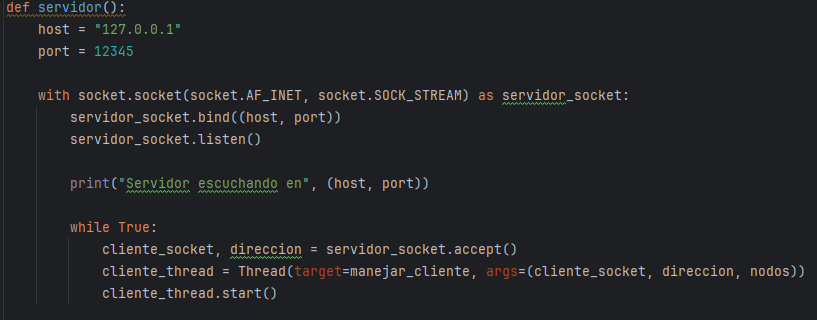 def servidor():
    host = "127.0.0.1"
    port = 12345

    with socket.socket(socket.AF_INET, socket.SOCK_STREAM) as servidor_socket:
        servidor_socket.bind((host, port))
        servidor_socket.listen()

        print("Servidor escuchando en", (host, port))

        while True:
            cliente_socket, direccion = servidor_socket.accept()
            cliente_thread = Thread(target=manejar_cliente, args=(cliente_socket, direccion, nodos))
            cliente_thread.start()